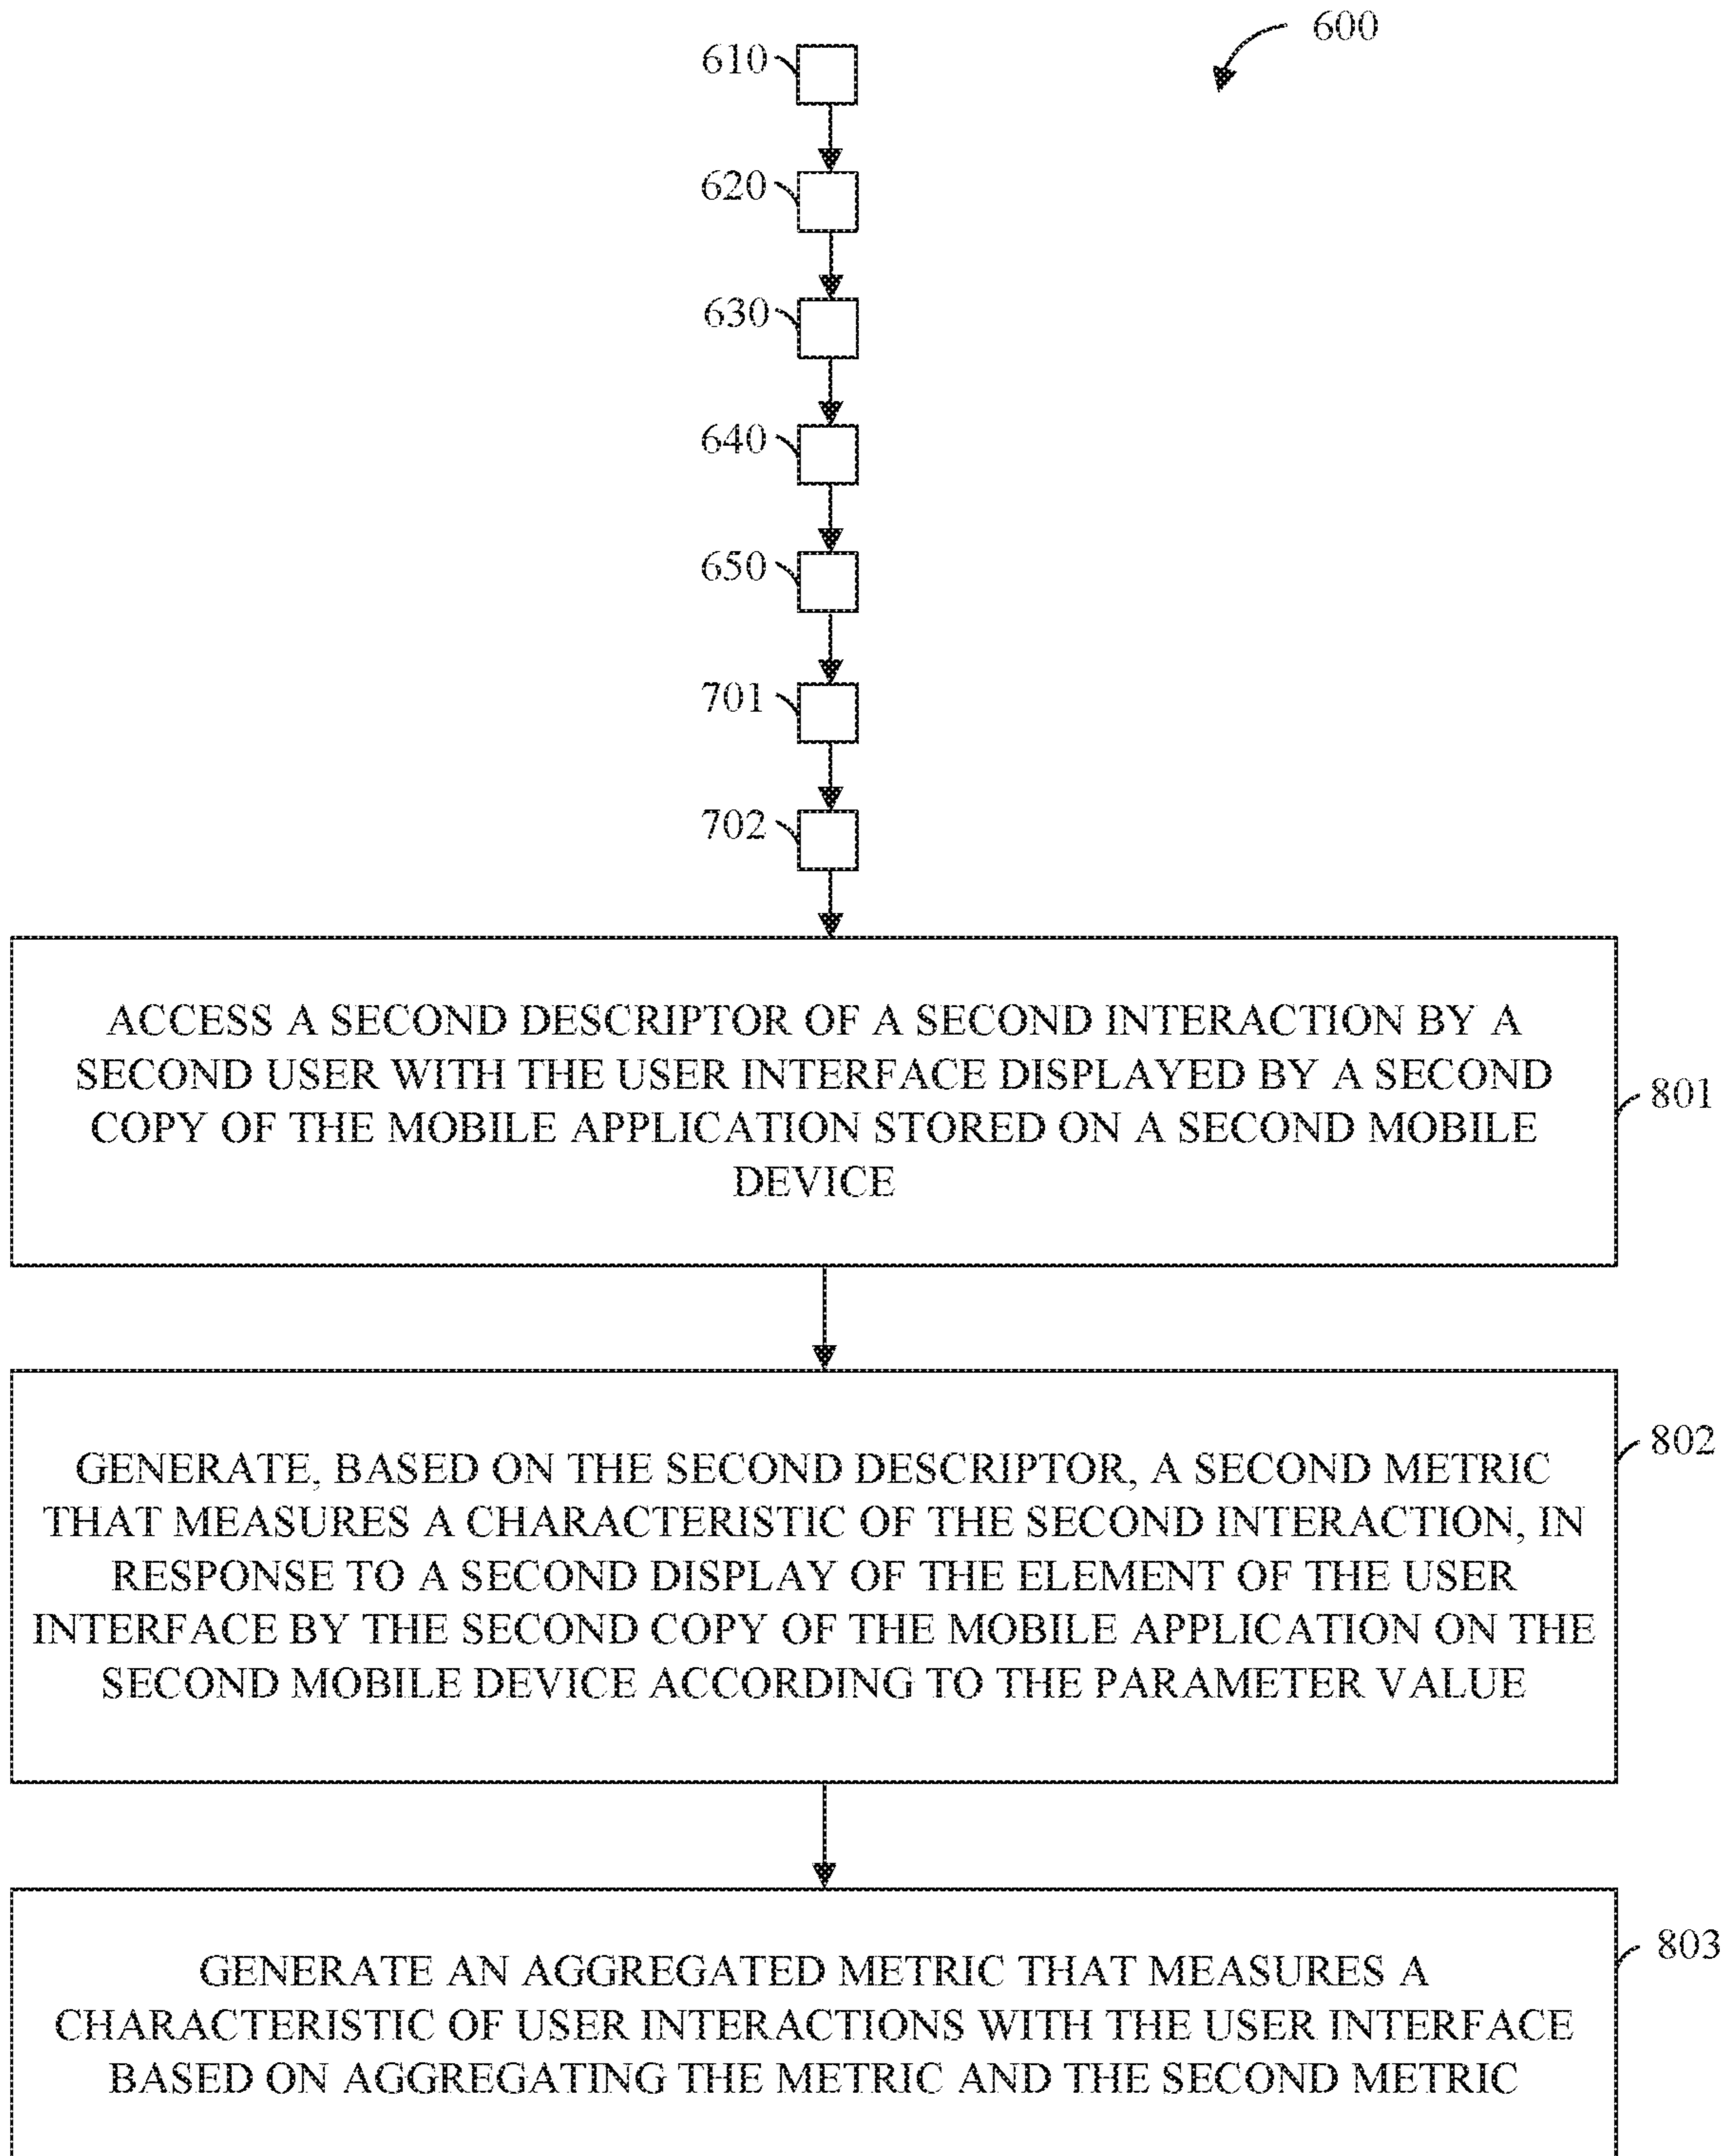 600
610
620
630
640
650
701
702
ACCESS A SECOND DESCRIPTOR OF A SECOND INTERACTION BY A
SECOND USER WITH THE USER INTERFACE DISPLAYED BY A SECOND
COPY OF THE MOBILE APPLICATION STORED ON A SECOND MOBILE
DEVICE
801
GENERATE, BASED ON THE SECOND DESCRIPTOR, A SECOND METRIC
THAT MEASURES A CHARACTERISTIC OF THE SECOND INTERACTION, IN
RESPONSE TO A SECOND DISPLAY OF THE ELEMENT OF THE USER
INTERFACE BY THE SECOND COPY OF THE MOBILE APPLICATION ON THE
SECOND MOBILE DEVICE ACCORDING TO THE PARAMETER VALUE
802
GENERATE AN AGGREGATED METRIC THAT MEASURES A
CHARACTERISTIC OF USER INTERACTIONS WITH THE USER INTERFACE
BASED ON AGGREGATING THE METRIC AND THE SECOND METRIC
803